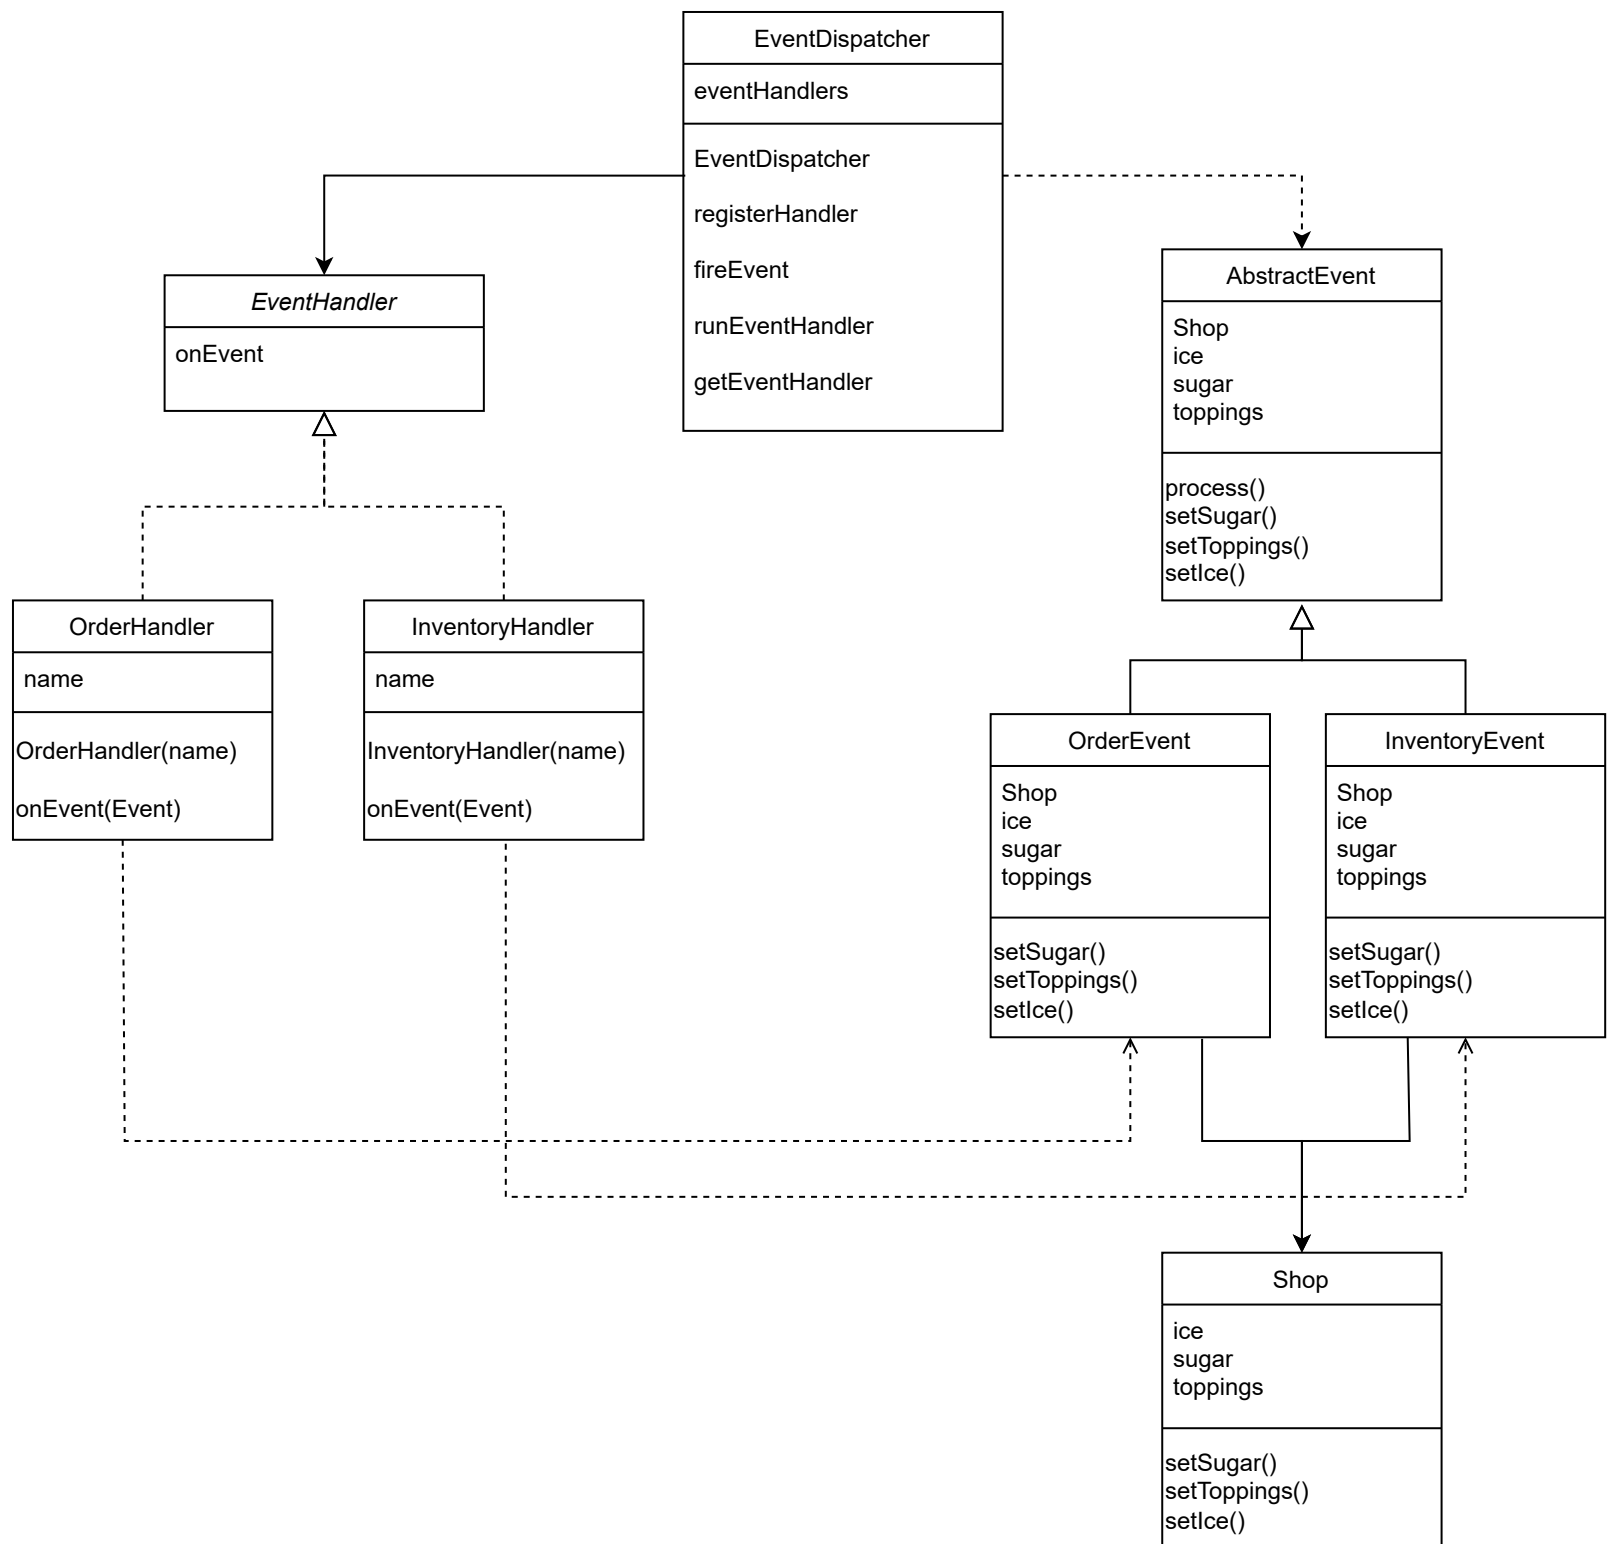 EventDispatcher
eventHandlers
EventDispatcher
registerHandler
fireEvent
runEventHandler
getEventHandler
EventHandler
onEvent
AbstractEvent
Shop
ice
sugar
toppings
process()
setSugar()
setToppings()
setIce()
OrderHandler
name
OrderHandler(name)
onEvent(Event)
InventoryHandler
name
InventoryHandler(name)
onEvent(Event)
OrderEvent
Shop
ice
sugar
toppings
setSugar()
setToppings()
setIce()
InventoryEvent
Shop
ice
sugar
toppings
setSugar()
setToppings()
setIce()
Shop
ice
sugar
toppings
setSugar()
setToppings()
setIce()